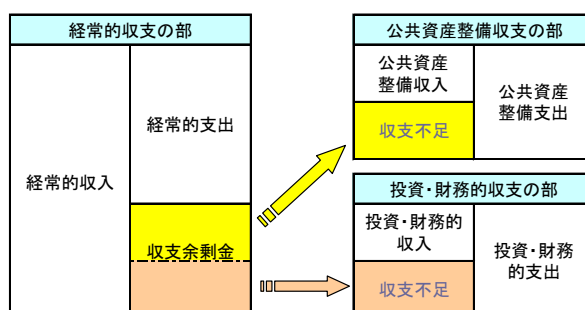 経常的収支の部
経常的収入
経常的支出
収支余剰金
公共資産整備収支の部
公共資産
整備収入
収支不足
公共資産
整備支出
投資・財務的収支の部
投資・財務的
収入
収支不足
投資・財務
的支出